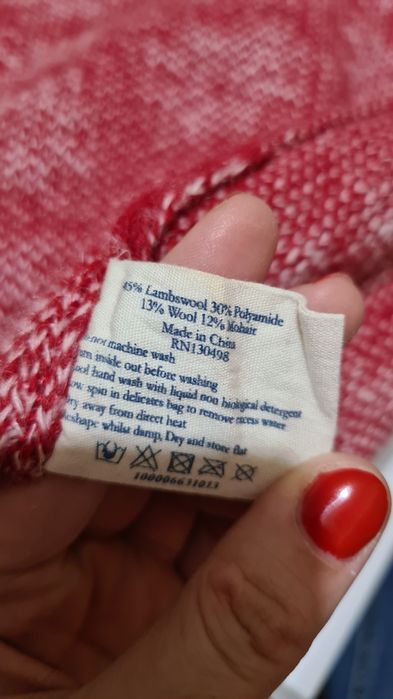 45% Lambswool 30% Polyamide
13% Wool 12% Mohair
Made in China
RN130498
not machine wash
inside out before washing
hand wash with liquid non biological detergent
spin in delicates bag to remove excess water
away from direct heat
eshape whilst damp, Dry and store flat
100006631013